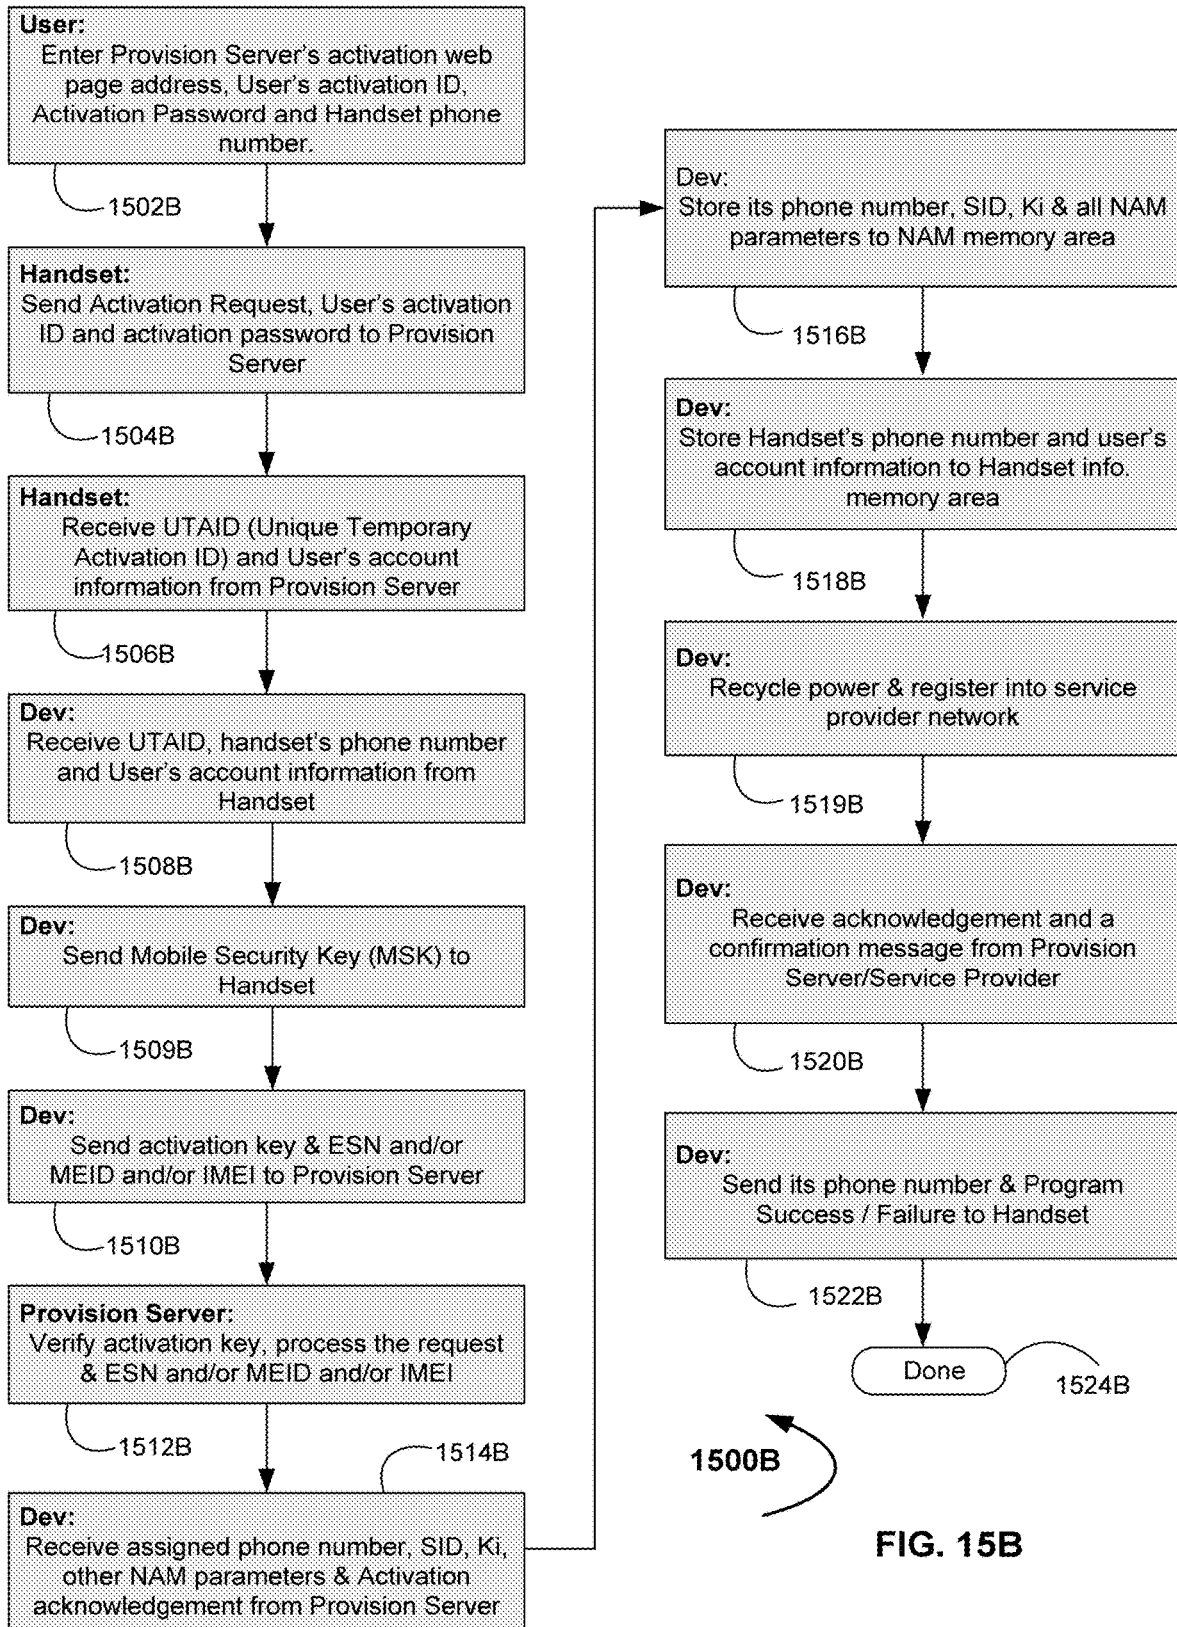 User:
Enter Provision Server's activation web
page address, User's activation ID,
Activation Password and Handset phone
number.
1502B
Handset:
Send Activation Request, User's activation
ID and activation password to Provision
Server
1504B
Handset:
Receive UTAID (Unique Temporary
Activation ID) and User's account
information from Provision Server
1506B
Dev:
Receive UTAID, handset's phone number
and User's account information from
Handset
1508B
Dev:
Send Mobile Security Key (MSK) to
Handset
1509B
Dev:
Send activation key & ESN and/or
MEID and/or IMEI to Provision Server
1510B
Provision Server:
Verify activation key, process the request
& ESN and/or MEID and/or IMEI
1512B
1514B
Dev:
Receive assigned phone number, SID, Ki,
other NAM parameters & Activation
acknowledgement from Provision Server
Dev:
Store its phone number, SID, Ki & all NAM
parameters to NAM memory area
1516B
Dev:
Store Handset's phone number and user's
account information to Handset info.
memory area
1518B
Dev:
Recycle power & register into service
provider network
1519B
Dev:
Receive acknowledgement and a
confirmation message from Provision
Server/Service Provider
1520B
Dev:
Send its phone number & Program
Success / Failure to Handset
1522B
Done
1524B
1500B
FIG. 15B